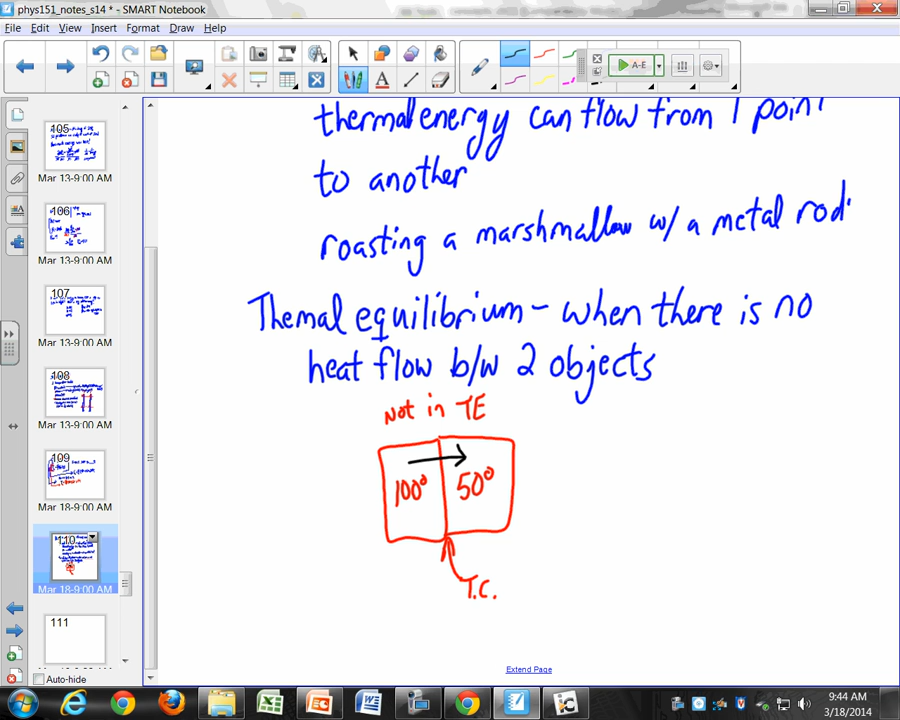 phys151_notes_s14 * - SMART Notebook
File Edit View Insert Format Draw Help
A-E
105
Mar 13-9:00 AM
106
Mar 13-9:00 AM
107
Mar 13-9:00 AM
108
Mar 13-9:00 AM
109
Mar 18-9:00 AM
110
Mar 18-9:00 AM
111
Auto-hide
thermal energy can flow from 1 point
to another
roasting a marshmallow w/ a metal rod.
Themal equilibrium - when there is no
heat flow b/w 2 objects
Not in TE
100° 50°
T.C.
Extend Page
9:44 AM
3/18/2014